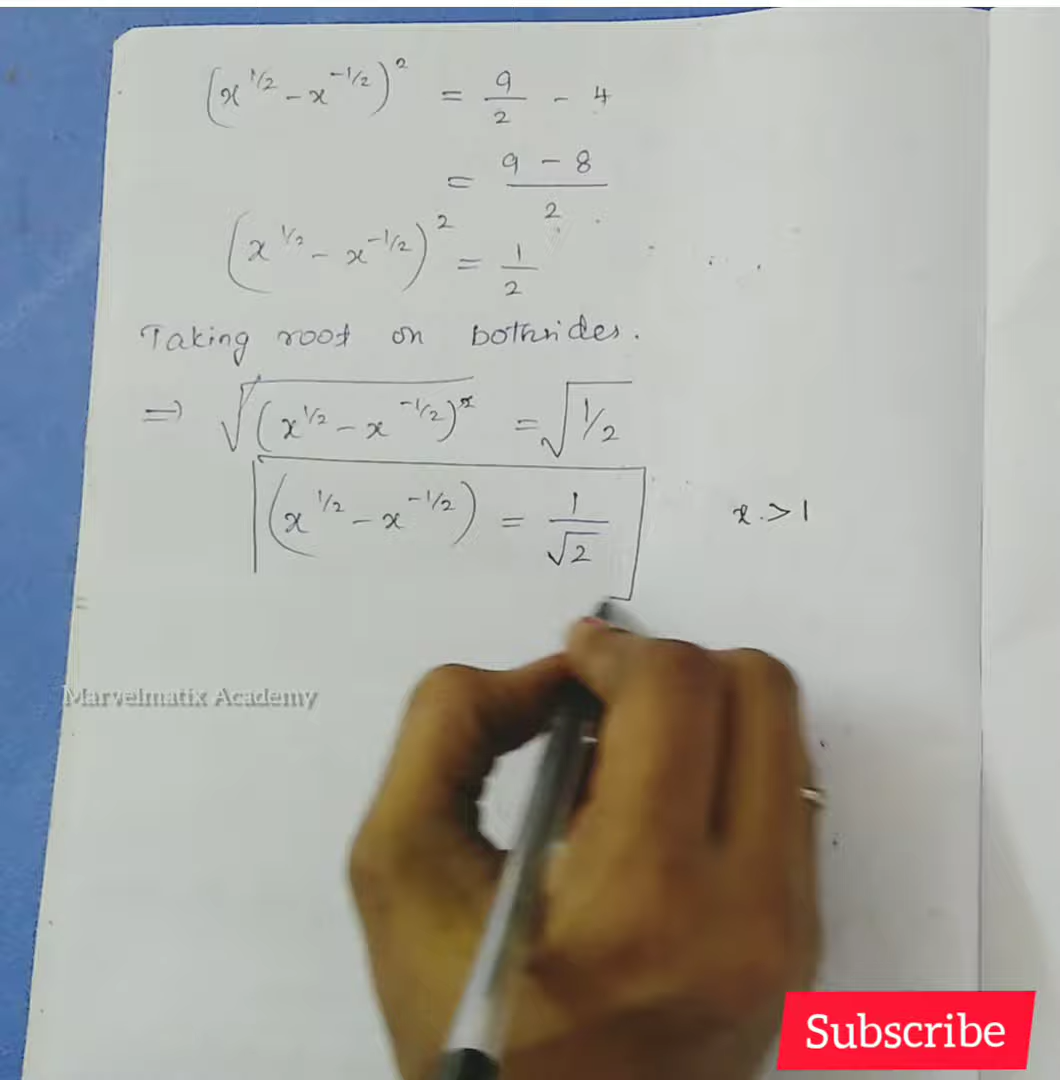 (x^{1/2} - x^{-1/2})^2 = 9/2 - 4
= (9 - 8)/2
(x^{1/2} - x^{-1/2})^2 = 1/2
Taking root on bothsides.
⇒ √((x^{1/2} - x^{-1/2})^2) = √(1/2)
(x^{1/2} - x^{-1/2}) = 1/√2 x > 1
Marvelmatix Academy
Subscribe